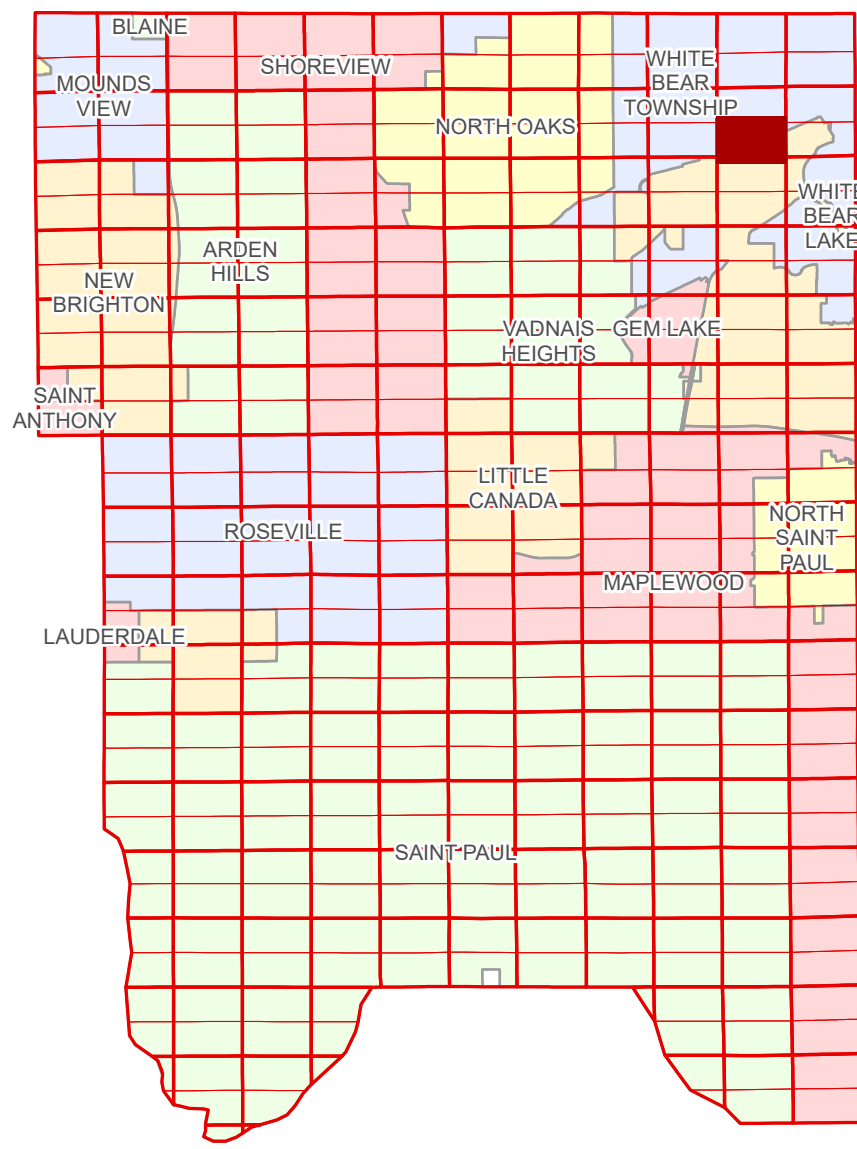 BLAINE
SHOREVIEW
WHITE
BEAR
TOWNSHIP
MOUNDS
VIEW
NORTH OAKS
WHITE
BEAR
LAKE
ARDEN
HILLS
NEW
BRIGHTON
VADNAIS
HEIGHTS
GEM LAKE
SAINT
ANTHONY
LITTLE
CANADA
NORTH
SAINT
PAUL
ROSEVILLE
MAPLEWOOD
LAUDERDALE
SAINT PAUL